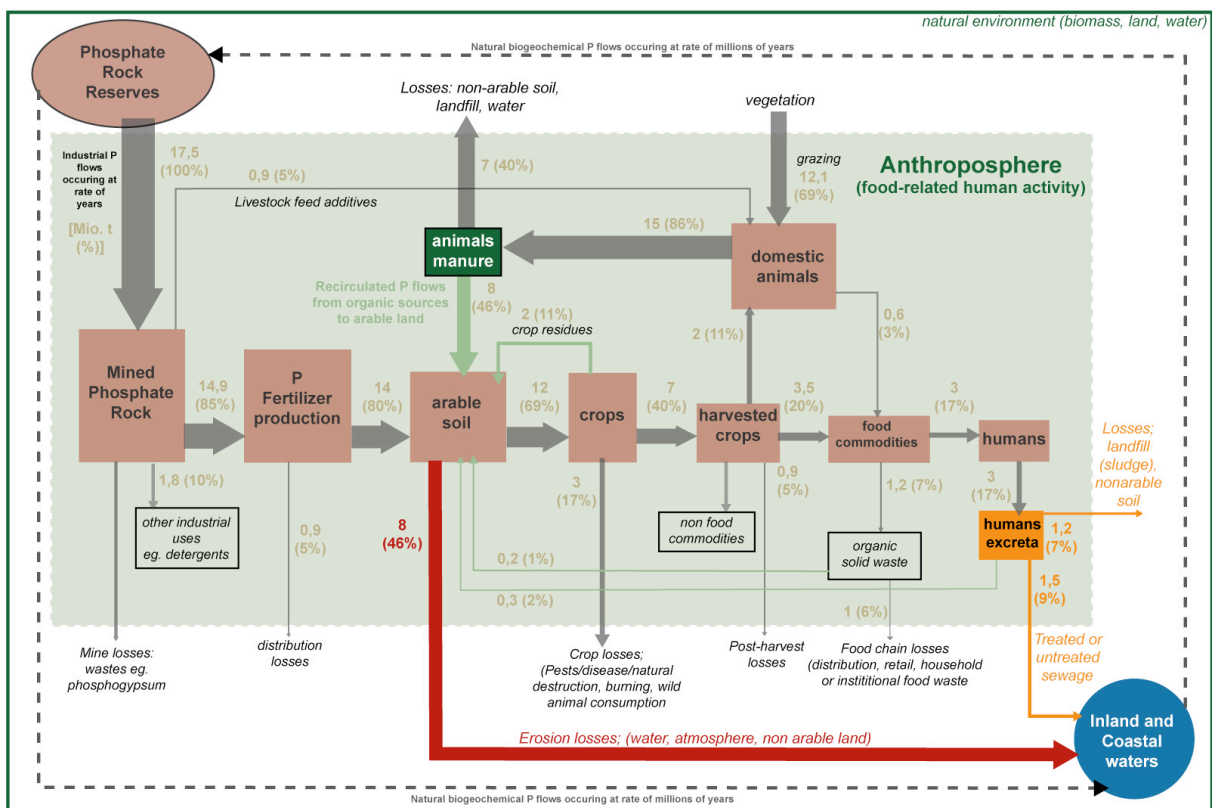 natural environment (biomass, land, water)
Natural biogeochemical P flows occuring at rate of millions of years
Phosphate
Rock
Reserves
Losses: non-arable soil,
landfill, water
vegetation
Industrial P
flows
occuring at
rate of
years
[Mio. t
(%)]
17,5
(100%)
7 (40%)
grazing
12,1
(69%)
Anthroposphere
(food-related human activity)
0,9 (5%)
Livestock feed additives
animals
manure
15 (86%)
domestic
animals
Recirculated P flows
from organic sources
to arable land
8
(46%)
2 (11%)
crop residues
2 (11%)
0,6
(3%)
Mined
Phosphate
Rock
14,9
(85%)
P
Fertilizer
production
14
(80%)
arable
soil
12
(69%)
crops
7
(40%)
harvested
crops
3,5
(20%)
food
commodities
3
(17%)
humans
Losses;
landfill
(sludge),
nonarable
soil
1,8 (10%)
other industrial
uses
eg. detergents
0,9
(5%)
8
(46%)
3
(17%)
0,9
(5%)
non food
commodities
1,2 (7%)
organic
solid waste
3
(17%)
humans
excreta
1,2
(7%)
1,5
(9%)
0,2 (1%)
0,3 (2%)
1 (6%)
Mine losses:
wastes eg.
phosphogypsum
distribution
losses
Crop losses;
(Pests/disease/natural
destruction, burning, wild
animal consumption
Post-harvest
losses
Food chain losses
(distribution, retail, household
or instititional food waste
Treated or
untreated
sewage
Inland and
Coastal
waters
Erosion losses; (water, atmosphere, non arable land)
Natural biogeochemical P flows occuring at rate of millions of years